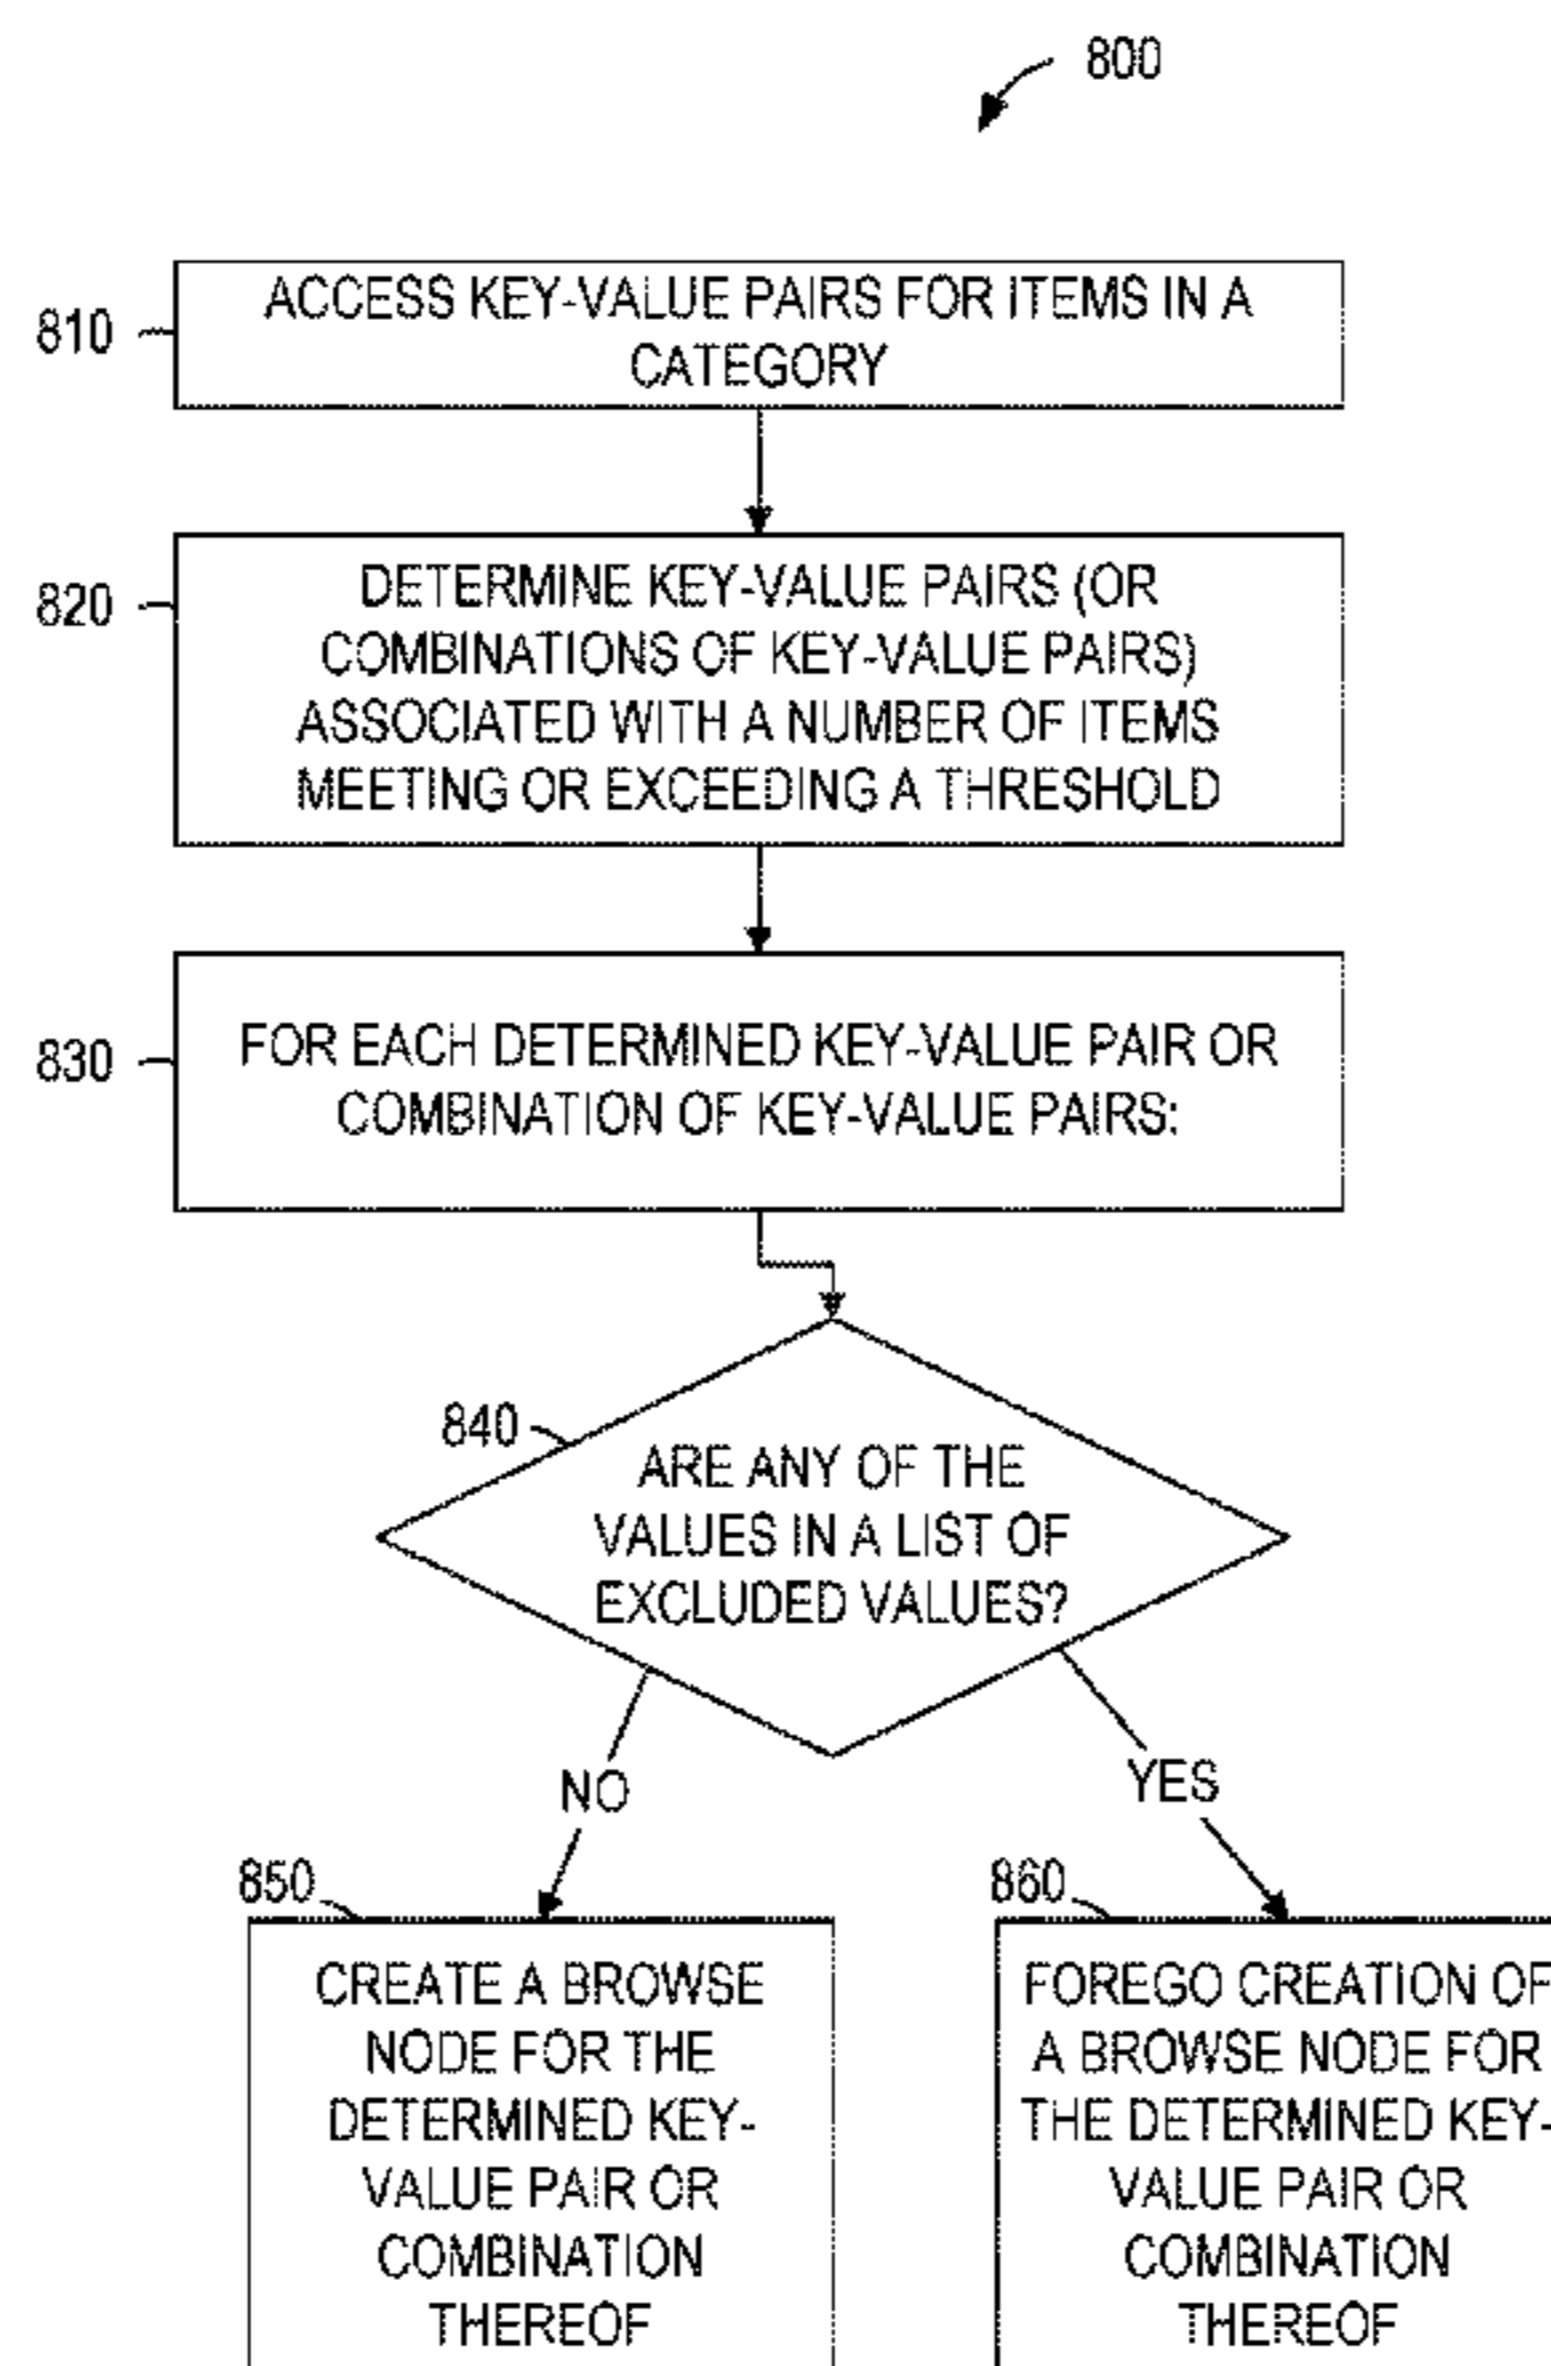 800
810
ACCESS KEY-VALUE PAIRS FOR ITEMS IN A
CATEGORY
820
DETERMINE KEY-VALUE PAIRS (OR
COMBINATIONS OF KEY-VALUE PAIRS)
ASSOCIATED WITH A NUMBER OF ITEMS
MEETING OR EXCEEDING A THRESHOLD
830
FOR EACH DETERMINED KEY-VALUE PAIR OR
COMBINATION OF KEY-VALUE PAIRS:
840
ARE ANY OF THE
VALUES IN A LIST OF
EXCLUDED VALUES?
NO
YES
850
CREATE A BROWSE
NODE FOR THE
DETERMINED KEY-
VALUE PAIR OR
COMBINATION
THEREOF
860
FOREGO CREATION OF
A BROWSE NODE FOR
THE DETERMINED KEY-
VALUE PAIR OR
COMBINATION
THEREOF